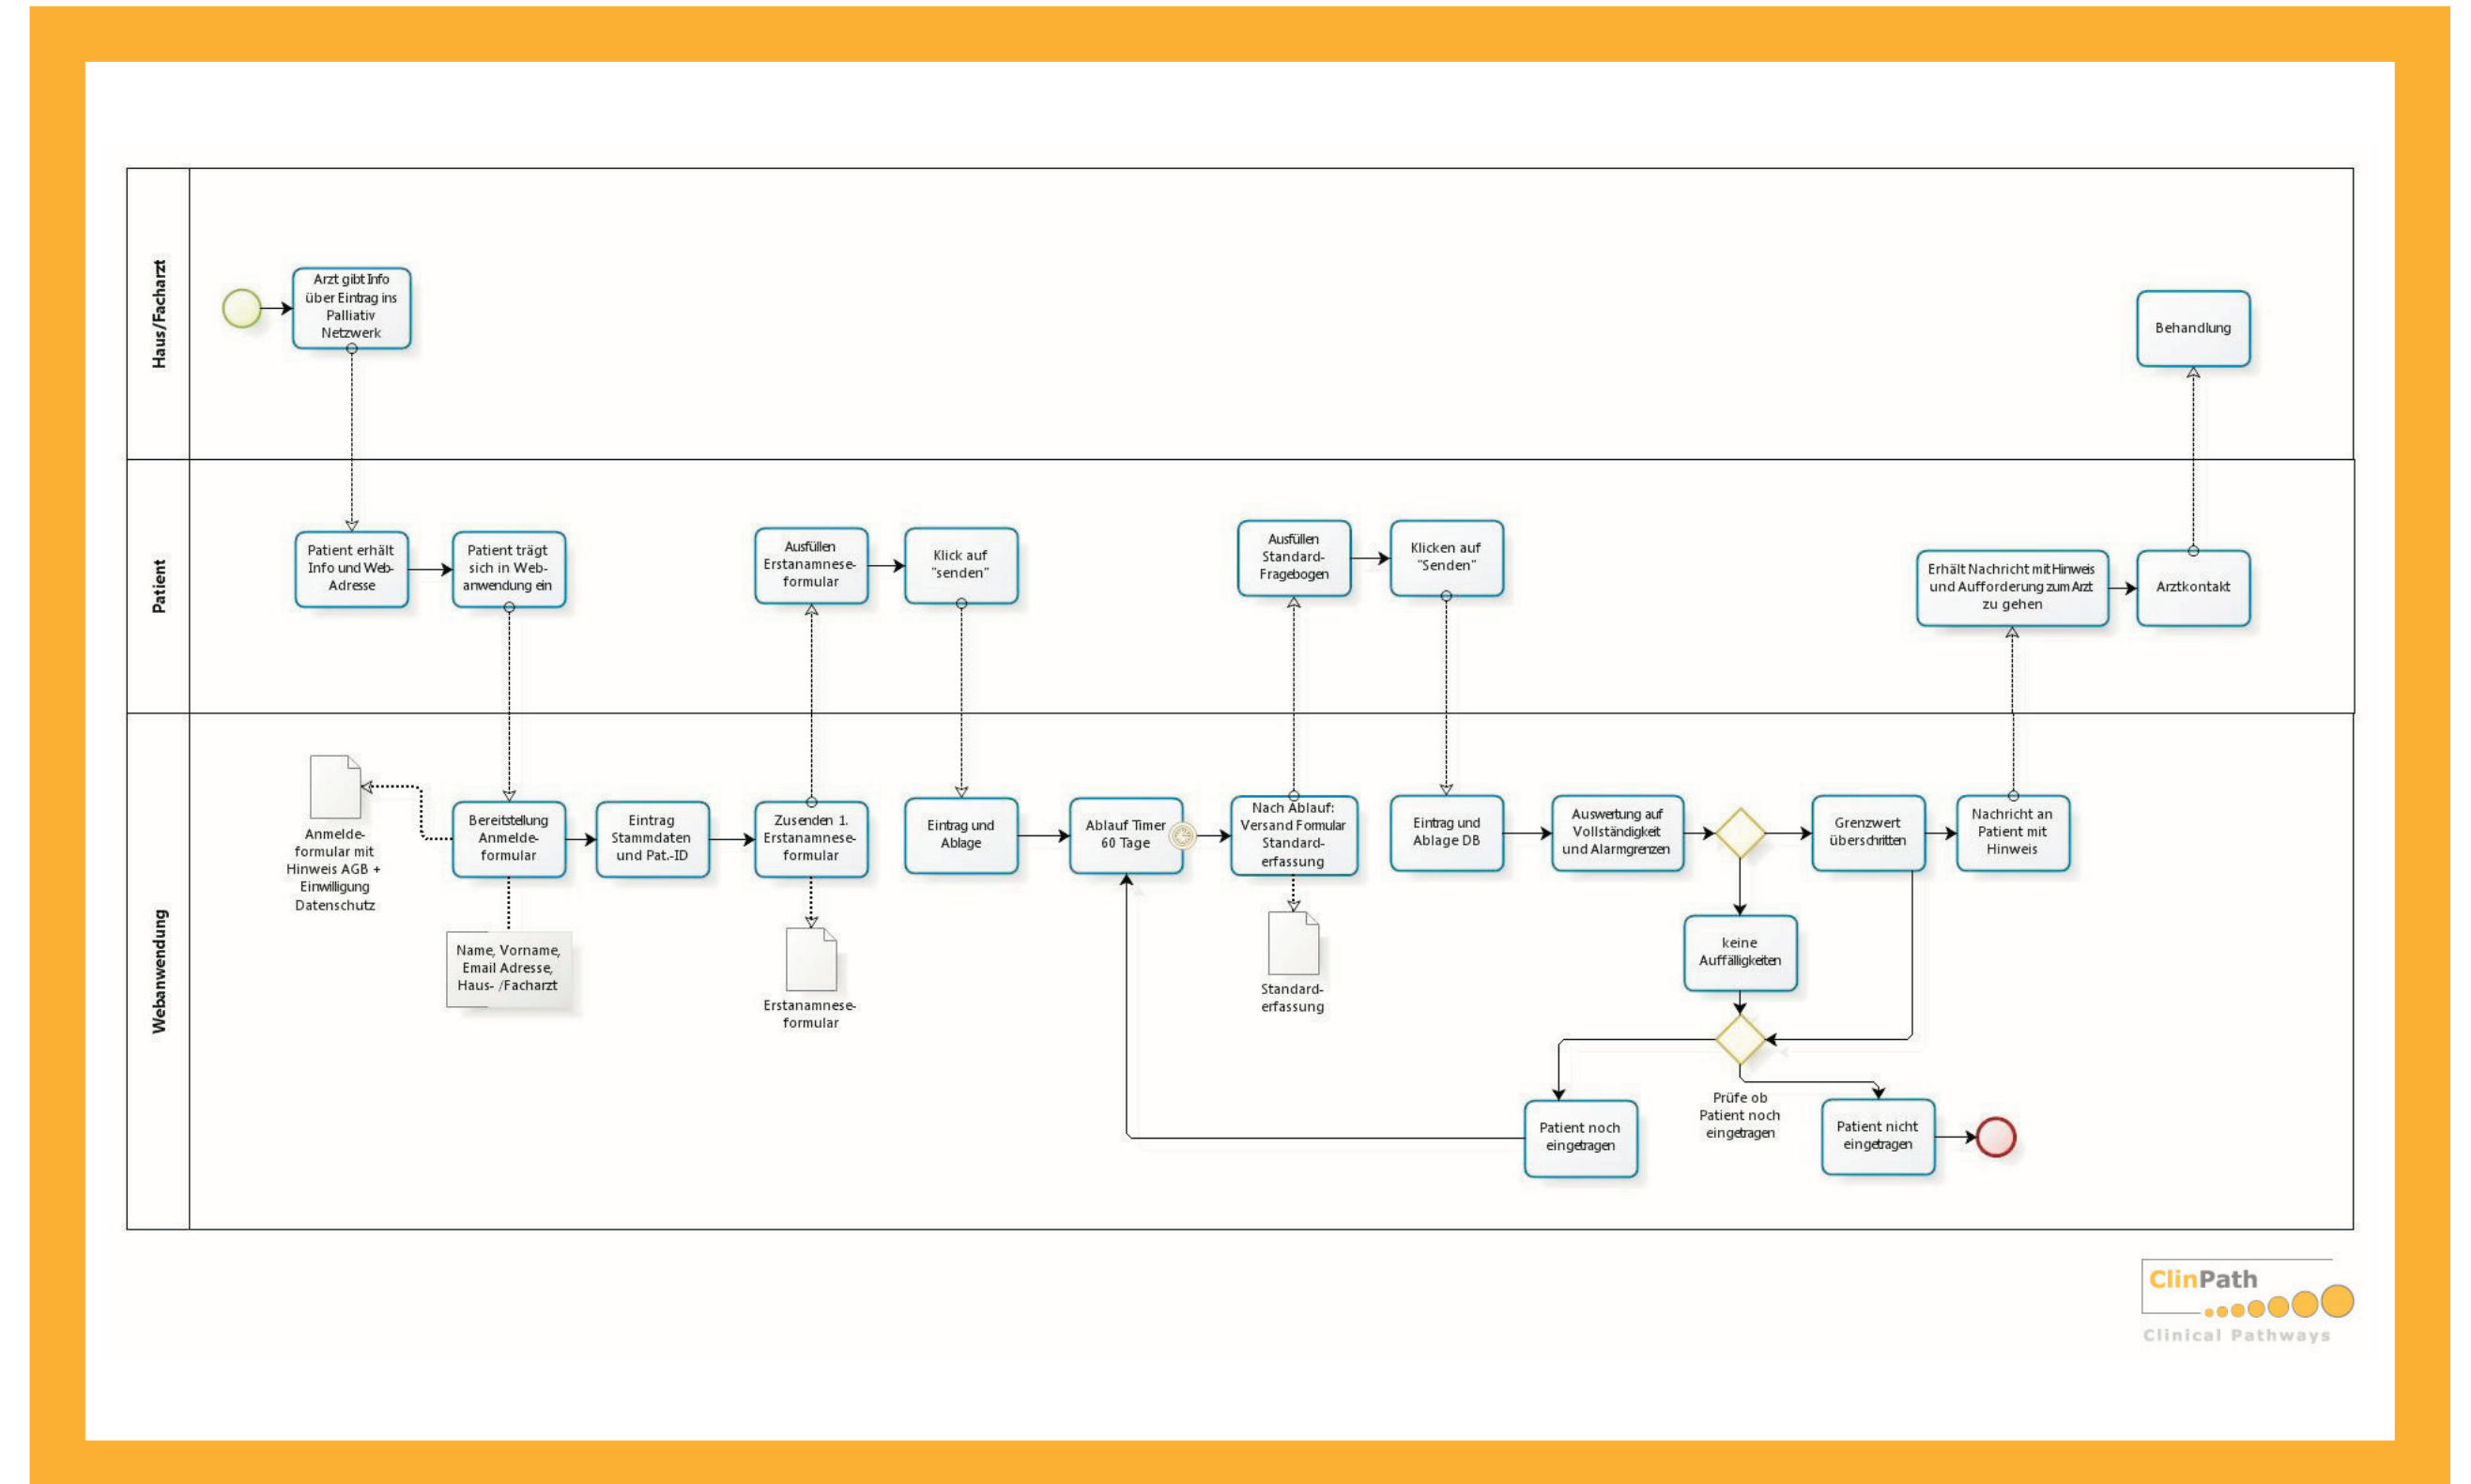 Haus/Facharzt
Arzt gibt Info
über Eintrag ins
Palliativ
Netzwerk
Behandlung
Patient
Patient erhält
Info und Web-
Adresse
Patient trägt
sich in Web-
anwendung ein
Ausfüllen
Erstanamnese-
formular
Klick auf
"senden"
Ausfüllen
Standard-
Fragebogen
Klicken auf
"Senden"
Erhält Nachricht mit Hinweis
und Aufforderung zum Arzt
zu gehen
Arztkontakt
Webanwendung
Anmelde-
formular mit
Hinweis AGB +
Einwilligung
Datenschutz
Bereitstellung
Anmelde-
formular
Name, Vorname,
Email Adresse,
Haus- /Facharzt
Eintrag
Stammdaten
und Pat.-ID
Zusenden 1.
Erstanamnese-
formular
Erstanamnese-
formular
Eintrag und
Ablage
Ablauf Timer
60 Tage
Nach Ablauf:
Versand Formular
Standard-
erfassung
Standard-
erfassung
Eintrag und
Ablage DB
Auswertung auf
Vollständigkeit
und Alarmgrenzen
Grenzwert
überschritten
Nachricht an
Patient mit
Hinweis
keine
Auffälligkeiten
Patient noch
eingetragen
Prüfe ob
Patient noch
eingetragen
Patient nicht
eingetragen
ClinPath
Clinical Pathways